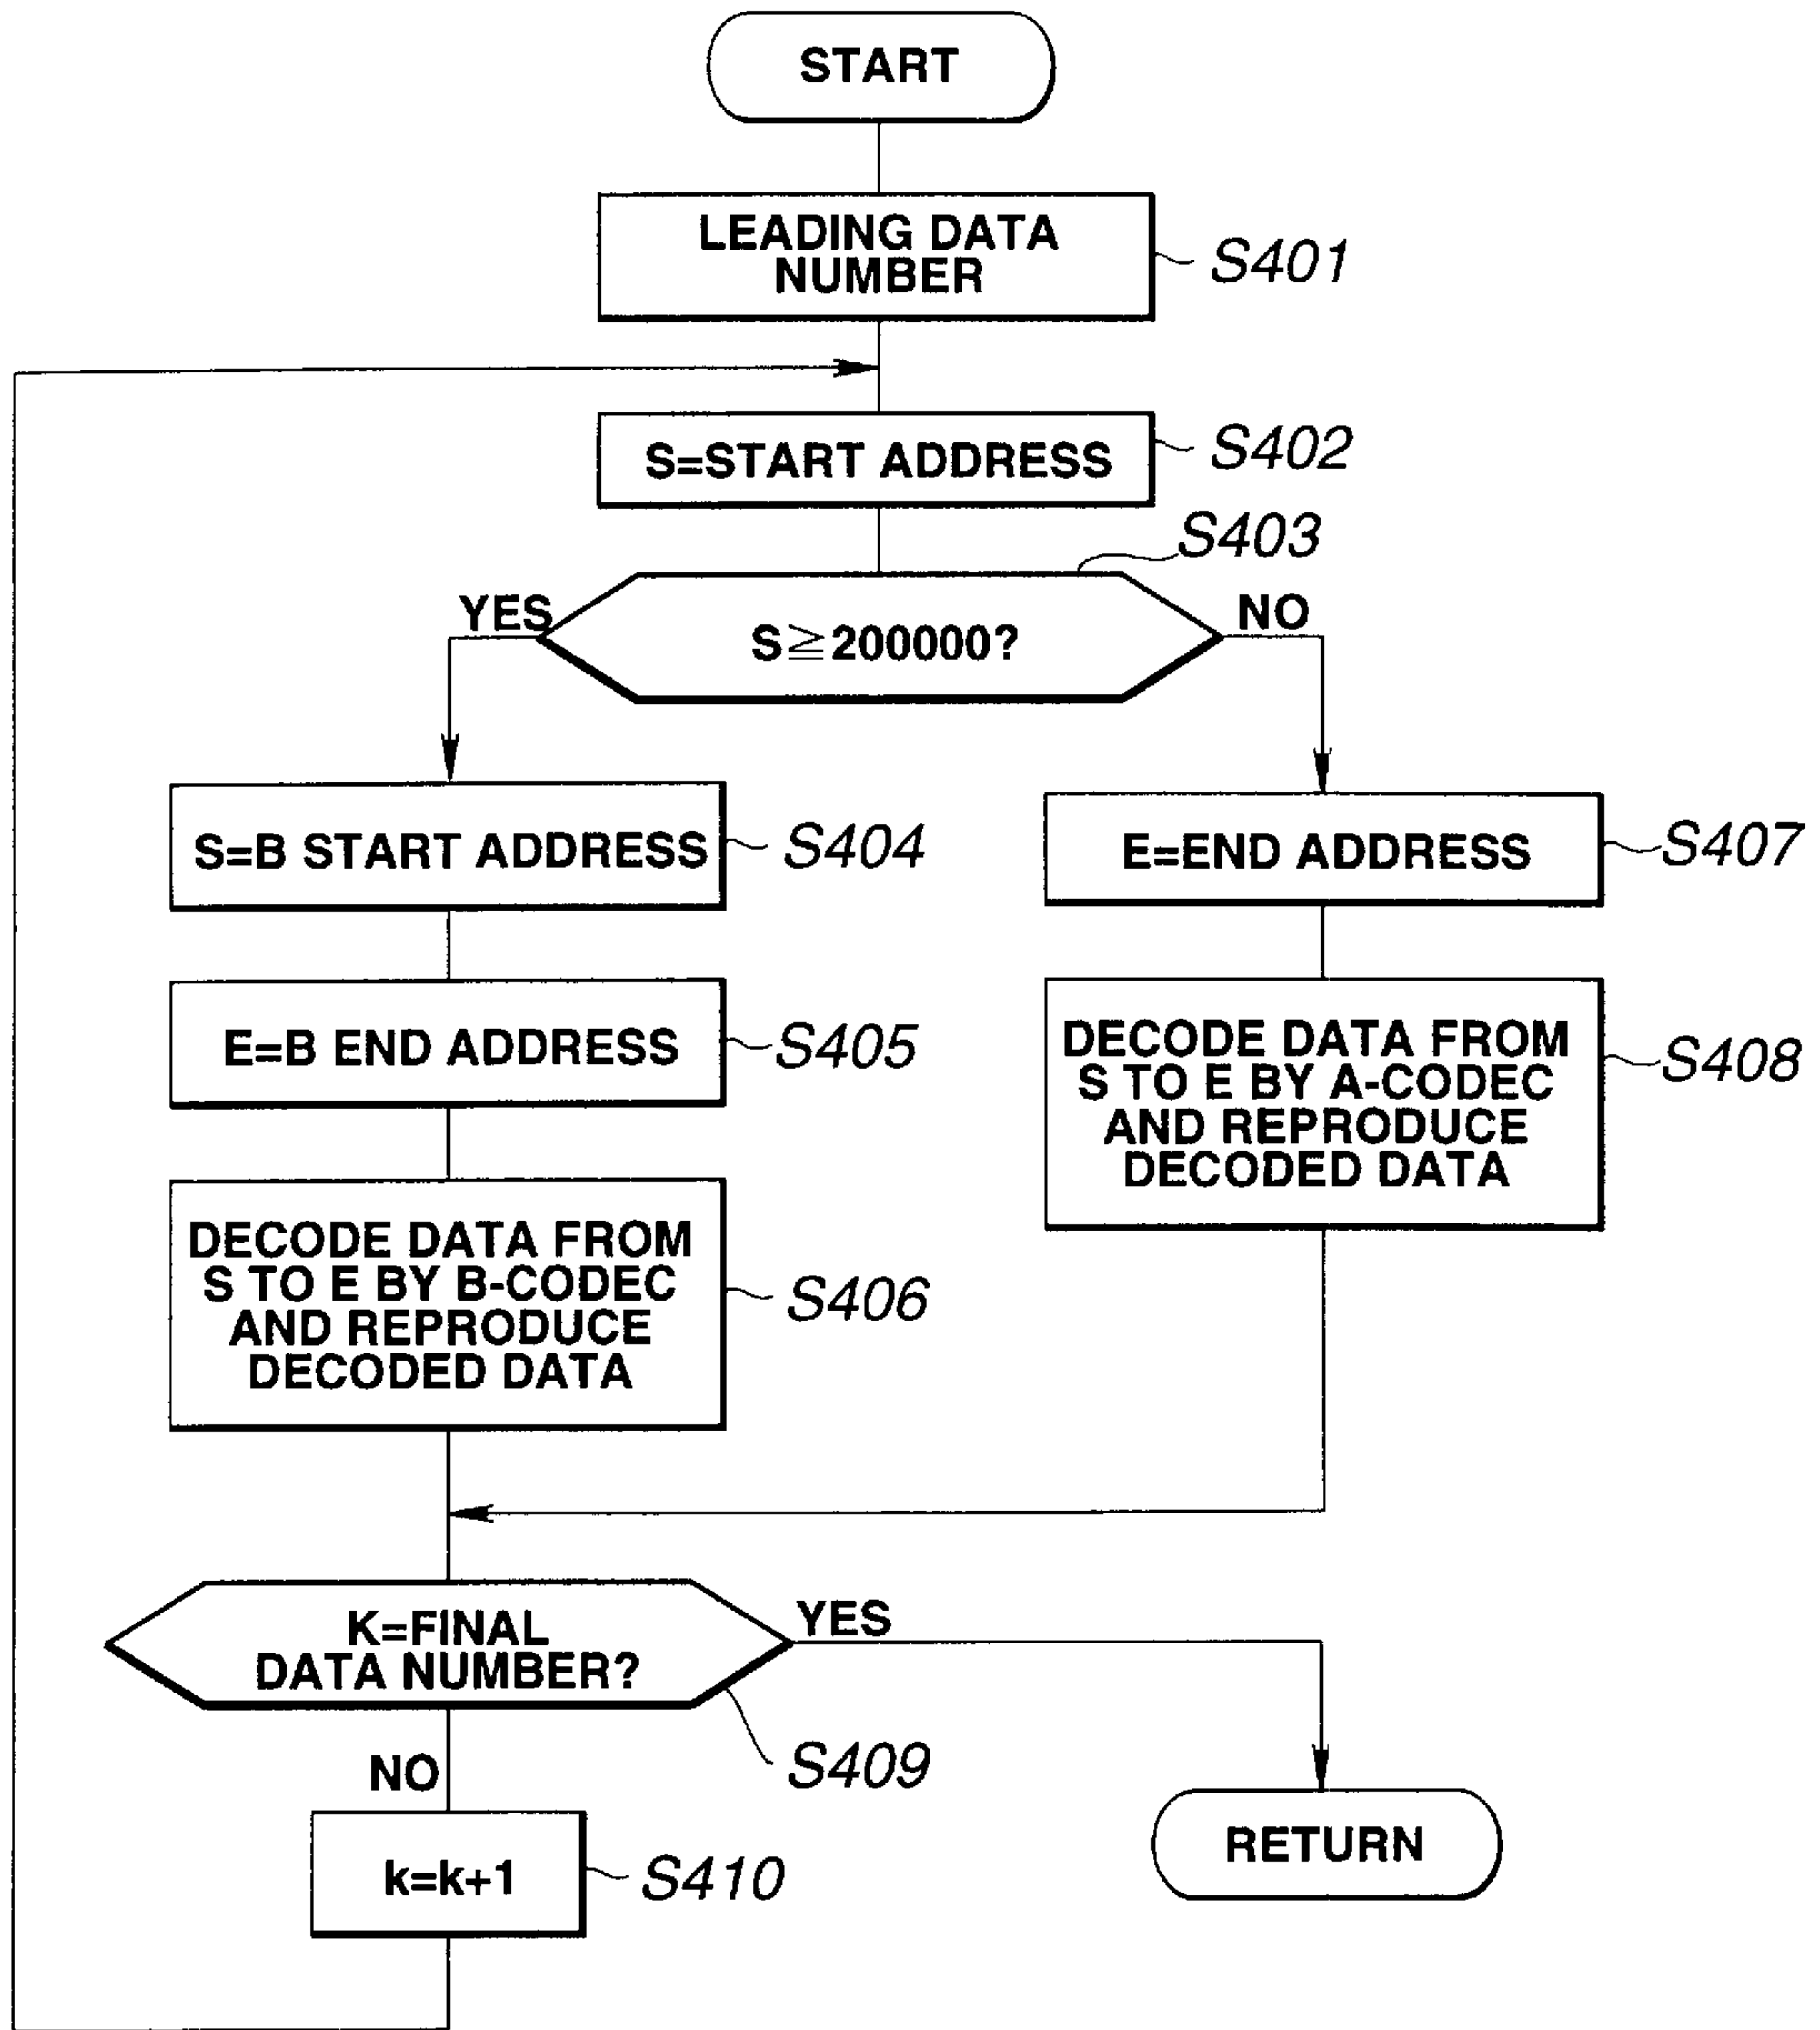 START
LEADING DATA
NUMBER
S401
S=START ADDRESS
S402
S403
YES
S≧200000?
NO
S=B START ADDRESS
S404
E=END ADDRESS
S407
E=B END ADDRESS
S405
DECODE DATA FROM
S TO E BY A-CODEC
AND REPRODUCE
DECODED DATA
S408
DECODE DATA FROM
S TO E BY B-CODEC
AND REPRODUCE
DECODED DATA
S406
K=FINAL
DATA NUMBER?
YES
S409
NO
k=k+1
S410
RETURN